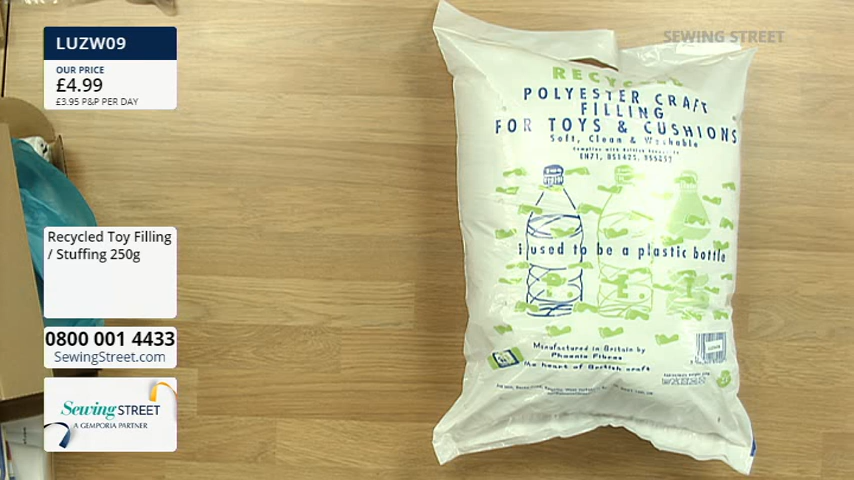 LUZW09
OUR PRICE
£4.99
£3.95 P&P PER DAY
Recycled Toy Filling
/ Stuffing 250g
0800 001 4433
SewingStreet.com
Sewing STREET
A GEMPORIA PARTNER
SEWING STREET
RECYCLED
POLYESTER CRAFT
FILLING
FOR TOYS & CUSHIONS
Soft, Clean & Washable
i used to be a plastic bottle
P E T
Manufactured in Britain by
Phoenix Fibres
the heart of British craft